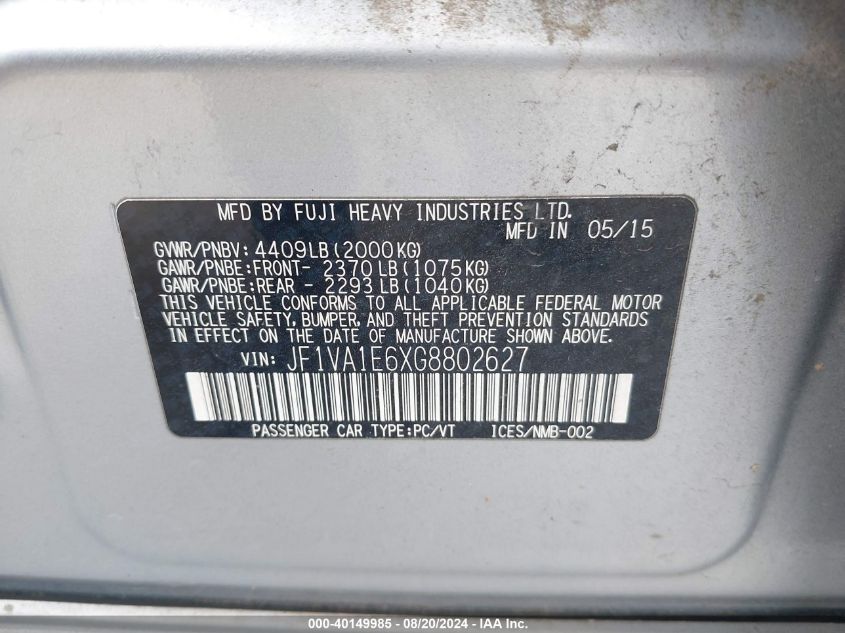 MFD BY FUJI HEAVY INDUSTRIES LTD.
MFD IN 05/15
GVWR/PNBV: 4409LB (2000KG)
GAWR/PNBE:FRONT- 2370 LB (1075KG)
GAWR/PNBE:REAR - 2293 LB (1040KG)
THIS VEHICLE CONFORMS TO ALL APPLICABLE FEDERAL MOTOR
VEHICLE SAFETY, BUMPER, AND THEFT PREVENTION STANDARDS
IN EFFECT ON THE DATE OF MANUFACTURE SHOWN ABOVE.
VIN: JF1VA1E6XG8802627
PASSENGER CAR TYPE:PC/VT ICES/NMB-002
000-40149985 - 08/20/2024 - IAA Inc.